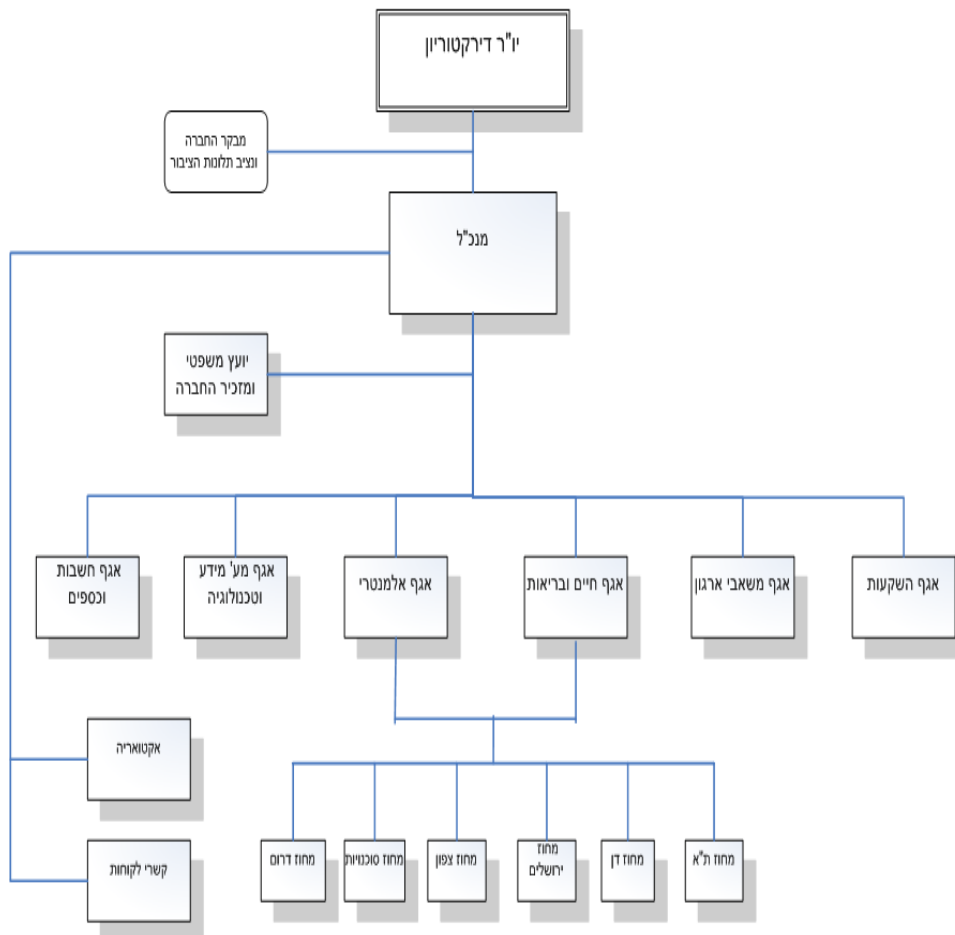 יו"ר דירקטוריון
מבקר החברה
ונציב תלונות הציבור
מנכ"ל
יועץ משפטי
ומזכיר החברה
אגף השקעות
אגף משאבי ארגון
אגף חיים ובריאות
אגף אלמנטרי
אגף מע' מידע
וטכנולוגיה
אגף חשבות
וכספים
אקטואריה
מחוז ת"א
מחוז דן
מחוז
ירושלים
מחוז צפון
מחוז סוכנויות
מחוז דרום
קשרי לקוחות